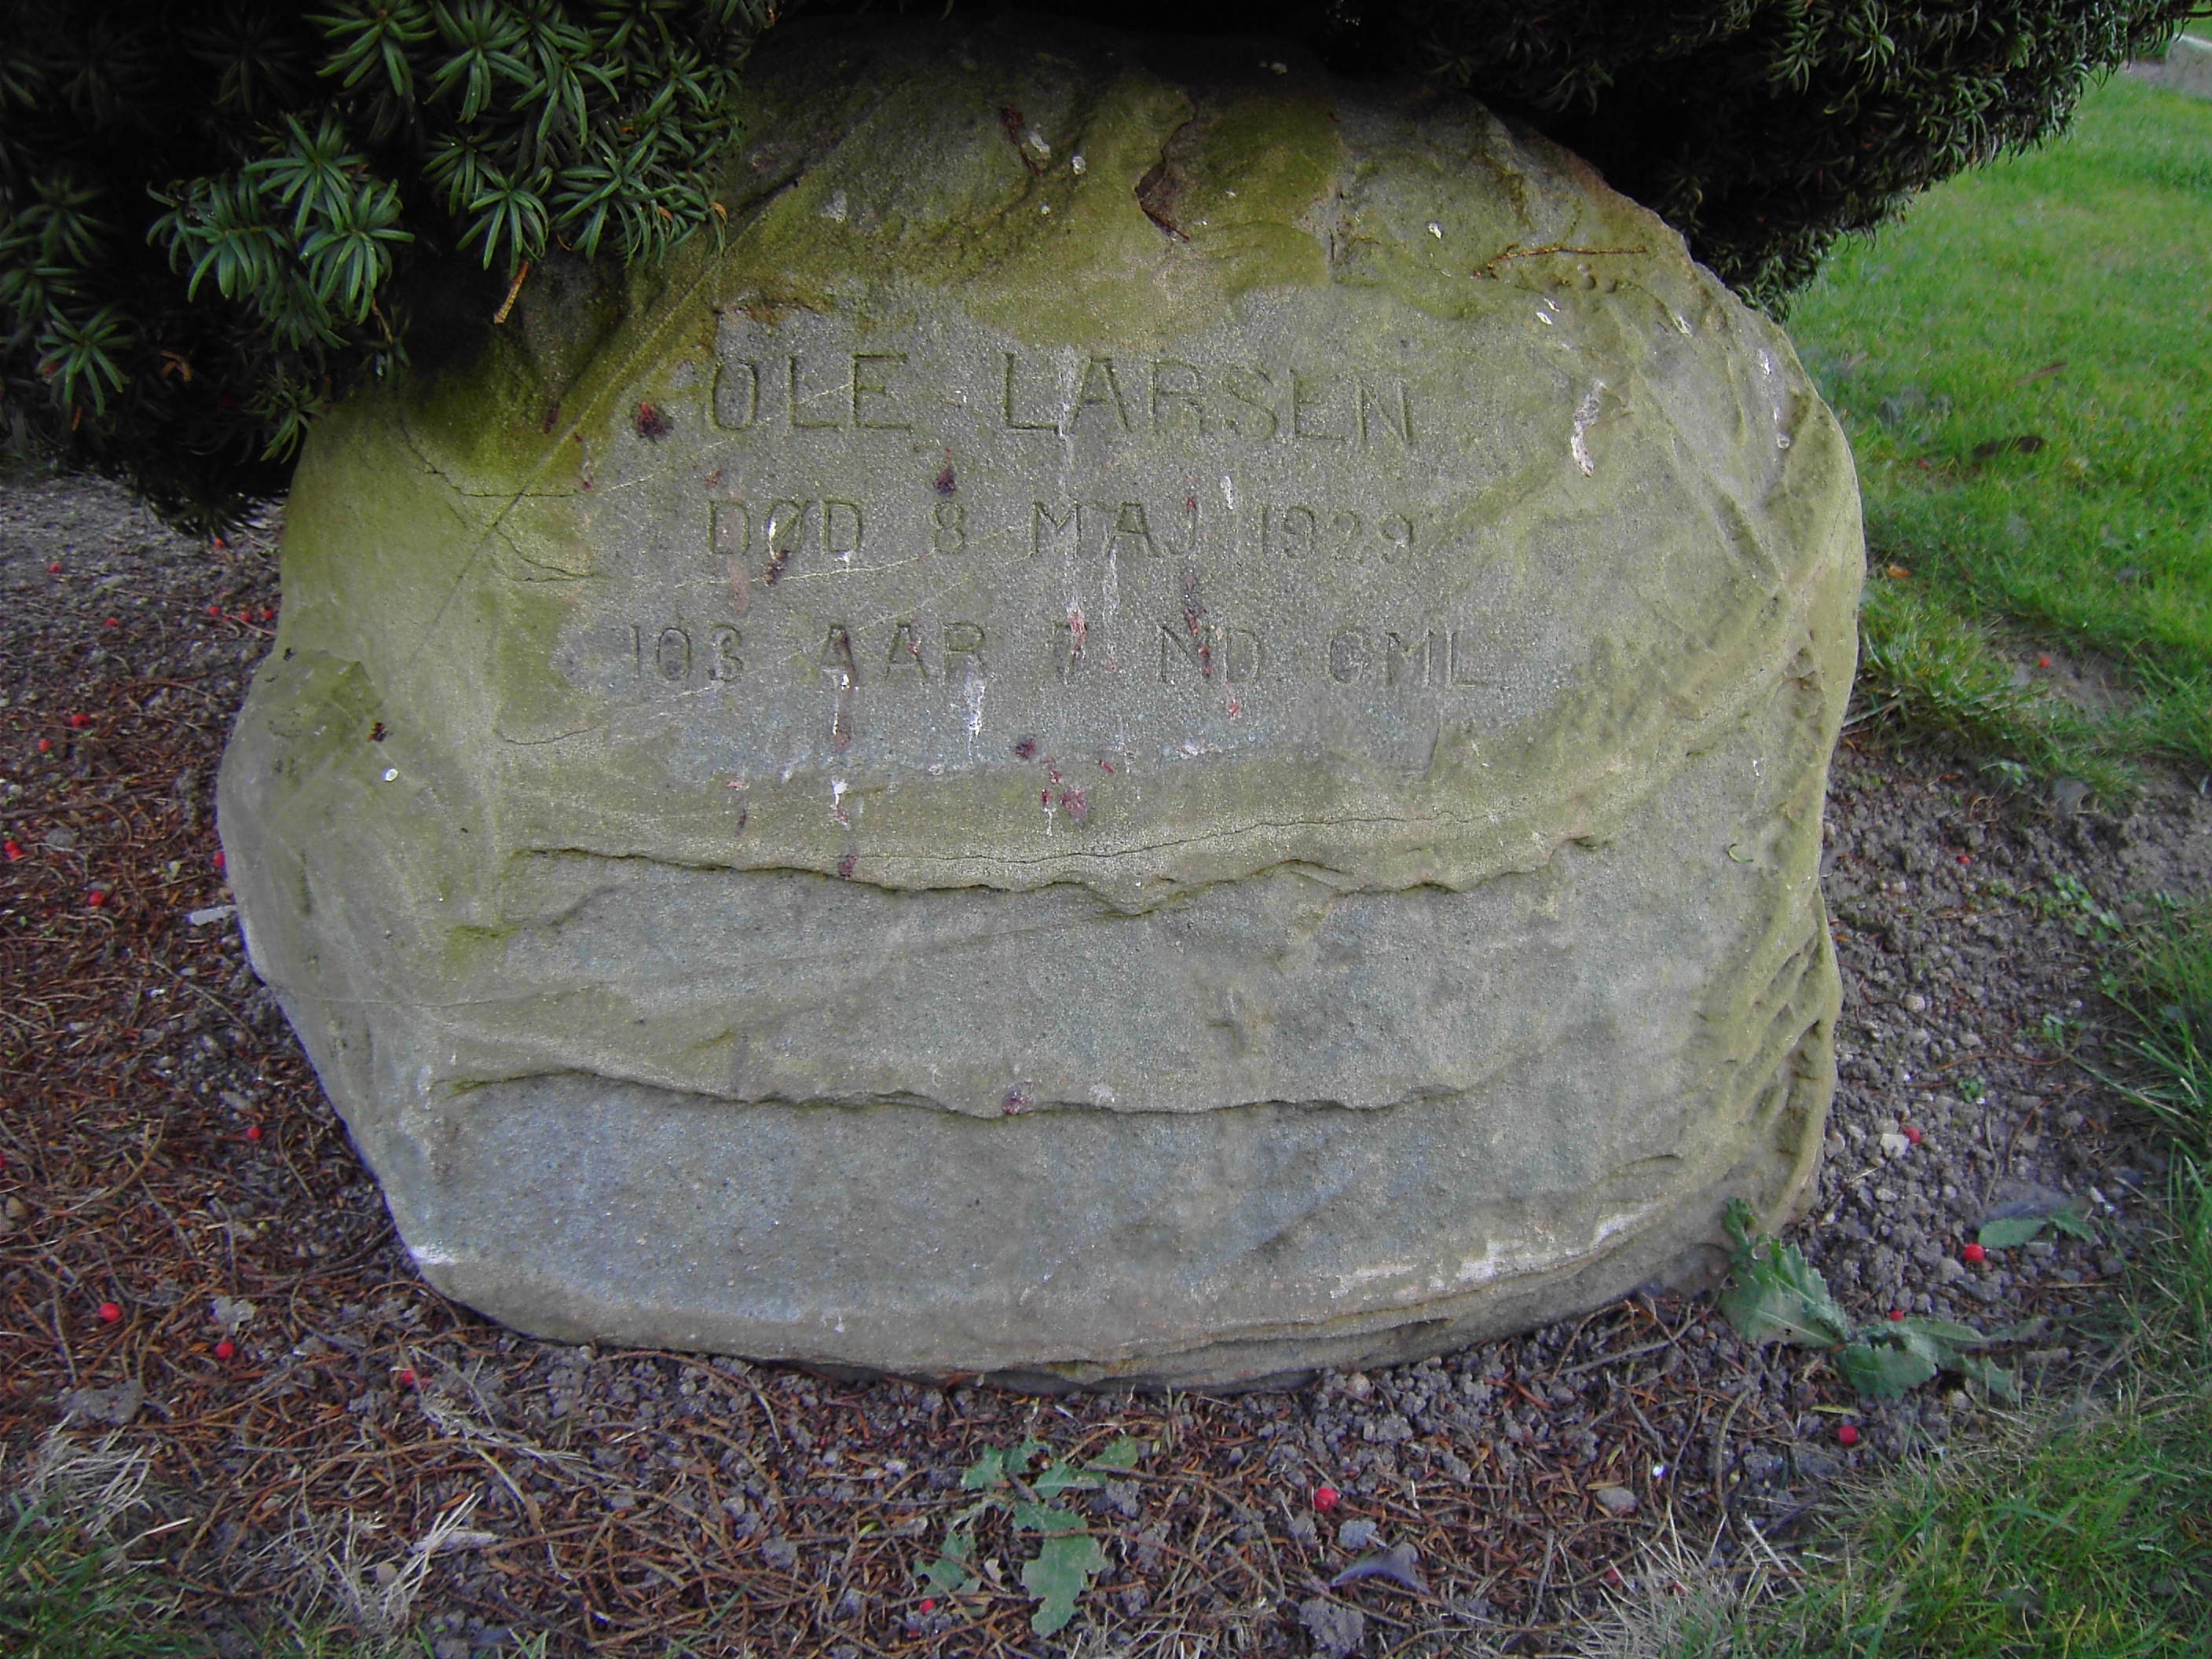 OLE LARSEN
DØD 8 MAJ 1929
103 AAR 7 MD GML